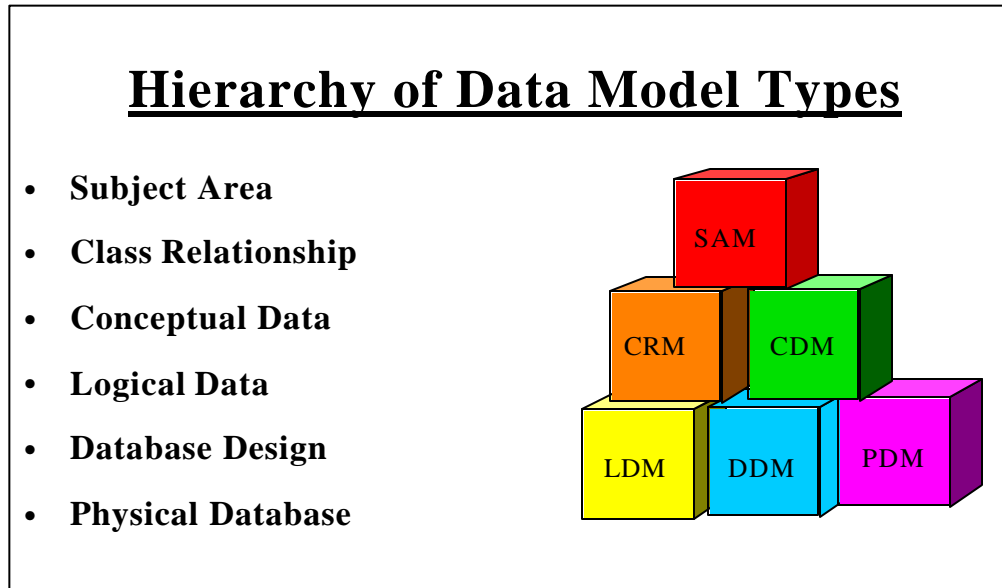 Hierarchy of Data Model Types
• Subject Area
• Class Relationship
• Conceptual Data
• Logical Data
• Database Design
• Physical Database
SAM
CRM CDM
LDM DDM PDM